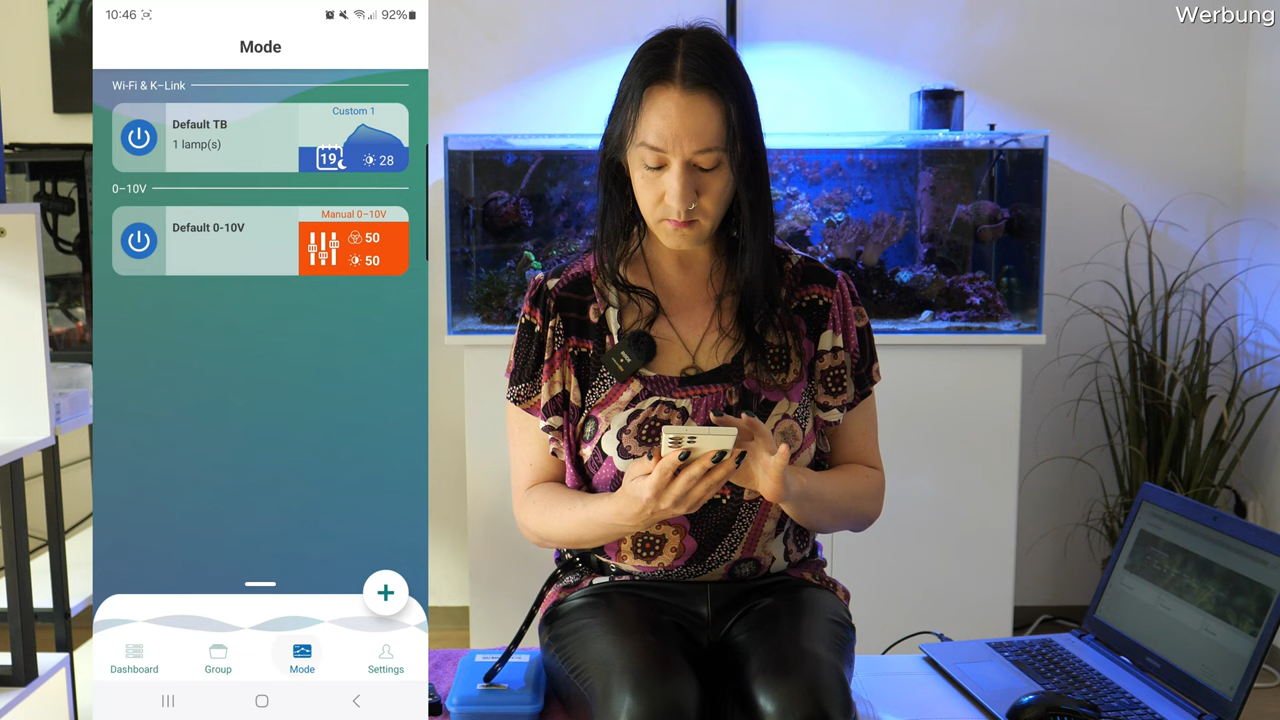 Werbung
10:46
92%
Mode
Wi-Fi & K-Link
Custom 1
Default TB
1 lamp(s)
19
28
0-10V
Manual 0-10V
Default 0-10V
50
50
Dashboard
Group
Mode
Settings